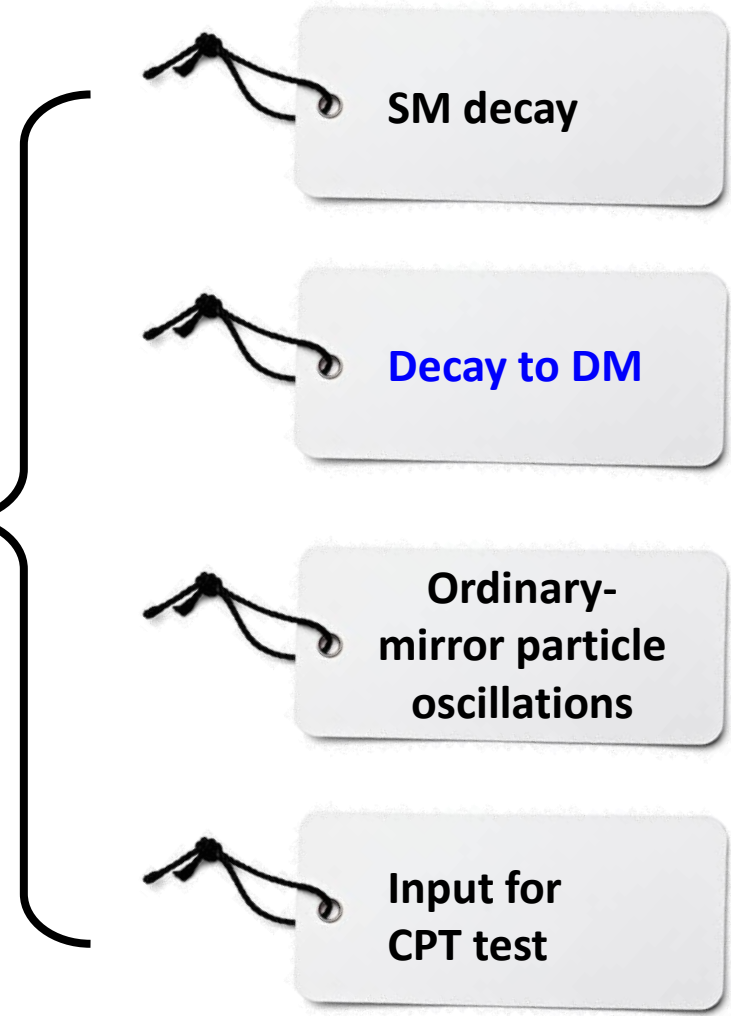 SM decay
Decay to DM
Ordinary-
mirror particle
oscillations
Input for
CPT test